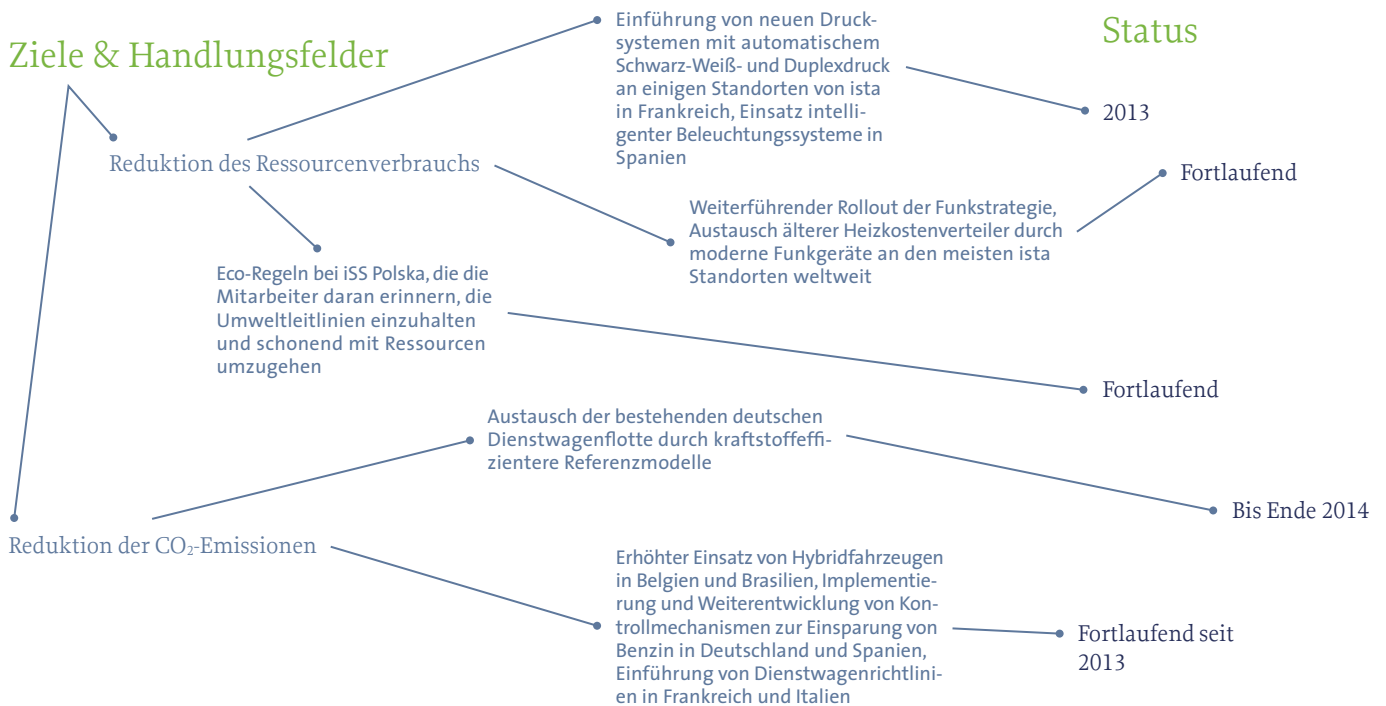 Ziele & Handlungsfelder
Status
Einführung von neuen Druck-
systemen mit automatischem
Schwarz-Weiß- und Duplexdruck
an einigen Standorten von ista
in Frankreich, Einsatz intelli-
genter Beleuchtungssysteme in
Spanien
2013
Reduktion des Ressourcenverbrauchs
Fortlaufend
Weiterführender Rollout der Funkstrategie,
Austausch älterer Heizkostenverteiler durch
moderne Funkgeräte an den meisten ista
Standorten weltweit
Eco-Regeln bei iSS Polska, die die
Mitarbeiter daran erinnern, die
Umweltleitlinien einzuhalten
und schonend mit Ressourcen
umzugehen
Fortlaufend
Austausch der bestehenden deutschen
Dienstwagenflotte durch kraftstoffeffi-
zientere Referenzmodelle
Bis Ende 2014
Reduktion der CO₂-Emissionen
Erhöhter Einsatz von Hybridfahrzeugen
in Belgien und Brasilien, Implementie-
rung und Weiterentwicklung von Kon-
trollmechanismen zur Einsparung von
Benzin in Deutschland und Spanien,
Einführung von Dienstwagenrichtlini-
en in Frankreich und Italien
Fortlaufend seit
2013